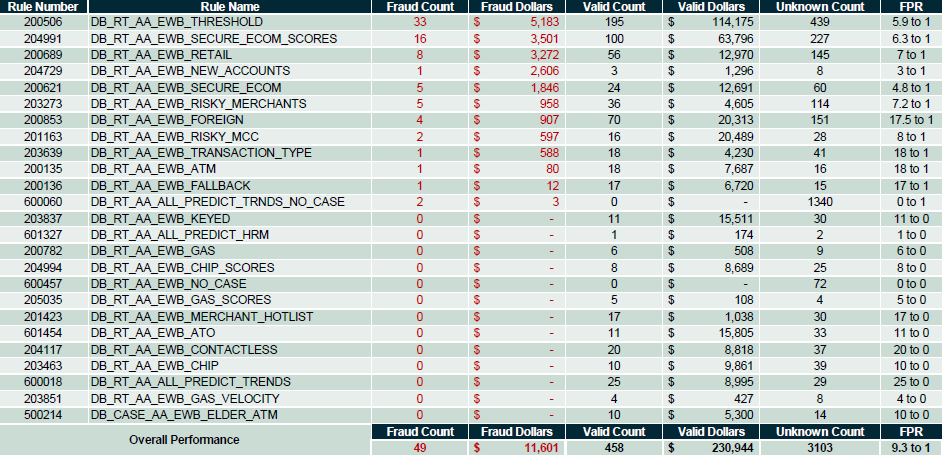 Rule Number Rule Name Fraud Count Fraud Dollars Valid Count Valid Dollars Unknown Count FPR
200506 DB_RT_AA_EWB_THRESHOLD 33 $ 5,183 195 $ 114,175 439 5.9 to 1
204991 DB_RT_AA_EWB_SECURE_ECOM_SCORES 16 $ 3,501 100 $ 63,796 227 6.3 to 1
200689 DB_RT_AA_EWB_RETAIL 8 $ 3,272 56 $ 12,970 145 7 to 1
204729 DB_RT_AA_EWB_NEW_ACCOUNTS 1 $ 2,606 3 $ 1,296 8 3 to 1
200621 DB_RT_AA_EWB_SECURE_ECOM 5 $ 1,846 24 $ 12,691 60 4.8 to 1
203273 DB_RT_AA_EWB_RISKY_MERCHANTS 5 $ 958 36 $ 4,605 114 7.2 to 1
200853 DB_RT_AA_EWB_FOREIGN 4 $ 907 70 $ 20,313 151 17.5 to 1
201163 DB_RT_AA_EWB_RISKY_MCC 2 $ 597 16 $ 20,489 28 8 to 1
203639 DB_RT_AA_EWB_TRANSACTION_TYPE 1 $ 588 18 $ 4,230 41 18 to 1
200135 DB_RT_AA_EWB_ATM 1 $ 80 18 $ 7,687 16 18 to 1
200136 DB_RT_AA_EWB_FALLBACK 1 $ 12 17 $ 6,720 15 17 to 1
600060 DB_RT_AA_ALL_PREDICT_TRNDS_NO_CASE 2 $ 3 0 $ - 1340 0 to 1
203837 DB_RT_AA_EWB_KEYED 0 $ - 11 $ 15,511 30 11 to 0
601327 DB_RT_AA_ALL_PREDICT_HRM 0 $ - 1 $ 174 2 1 to 0
200782 DB_RT_AA_EWB_GAS 0 $ - 6 $ 508 9 6 to 0
204994 DB_RT_AA_EWB_CHIP_SCORES 0 $ - 8 $ 8,689 25 8 to 0
600457 DB_RT_AA_EWB_NO_CASE 0 $ - 0 $ - 72 0 to 0
205035 DB_RT_AA_EWB_GAS_SCORES 0 $ - 5 $ 108 4 5 to 0
201423 DB_RT_AA_EWB_MERCHANT_HOTLIST 0 $ - 17 $ 1,038 30 17 to 0
601454 DB_RT_AA_EWB_ATO 0 $ - 11 $ 15,805 33 11 to 0
204117 DB_RT_AA_EWB_CONTACTLESS 0 $ - 20 $ 8,818 37 20 to 0
203463 DB_RT_AA_EWB_CHIP 0 $ - 10 $ 9,861 39 10 to 0
600018 DB_RT_AA_ALL_PREDICT_TRENDS 0 $ - 25 $ 8,995 29 25 to 0
203851 DB_RT_AA_EWB_GAS_VELOCITY 0 $ - 4 $ 427 8 4 to 0
500214 DB_CASE_AA_EWB_ELDER_ATM 0 $ - 10 $ 5,300 14 10 to 0
Overall Performance Fraud Count Fraud Dollars Valid Count Valid Dollars Unknown Count FPR
49 $ 11,601 458 $ 230,944 3103 9.3 to 1